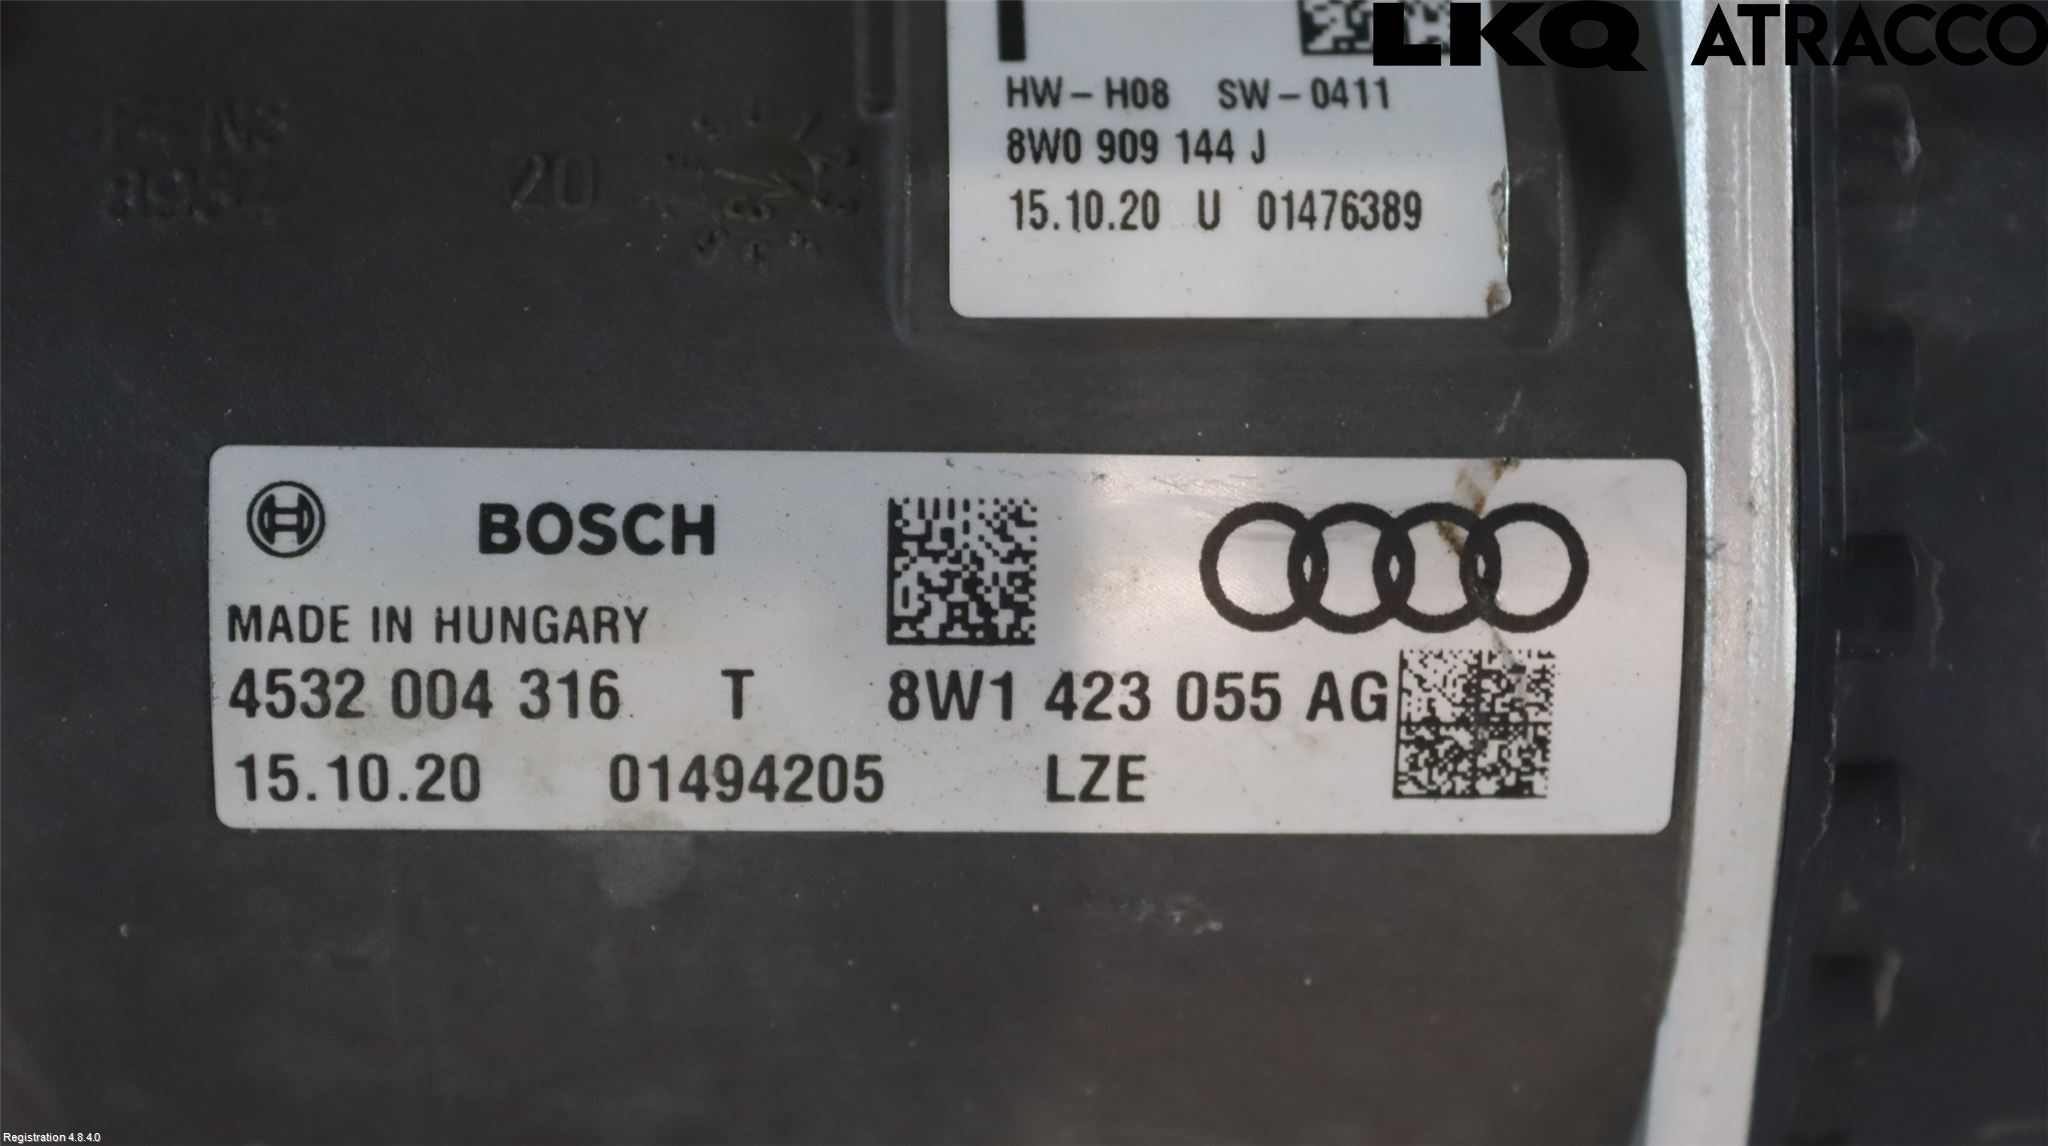 LKQ ATRACCO
HW-H08 SW-0411
8W0 909 144 J
15.10.20 U 01476389
20
BOSCH
MADE IN HUNGARY
4532 004 316 T 8W1 423 055 AG
15.10.20 01494205 LZE
Registration 4.8.4.0